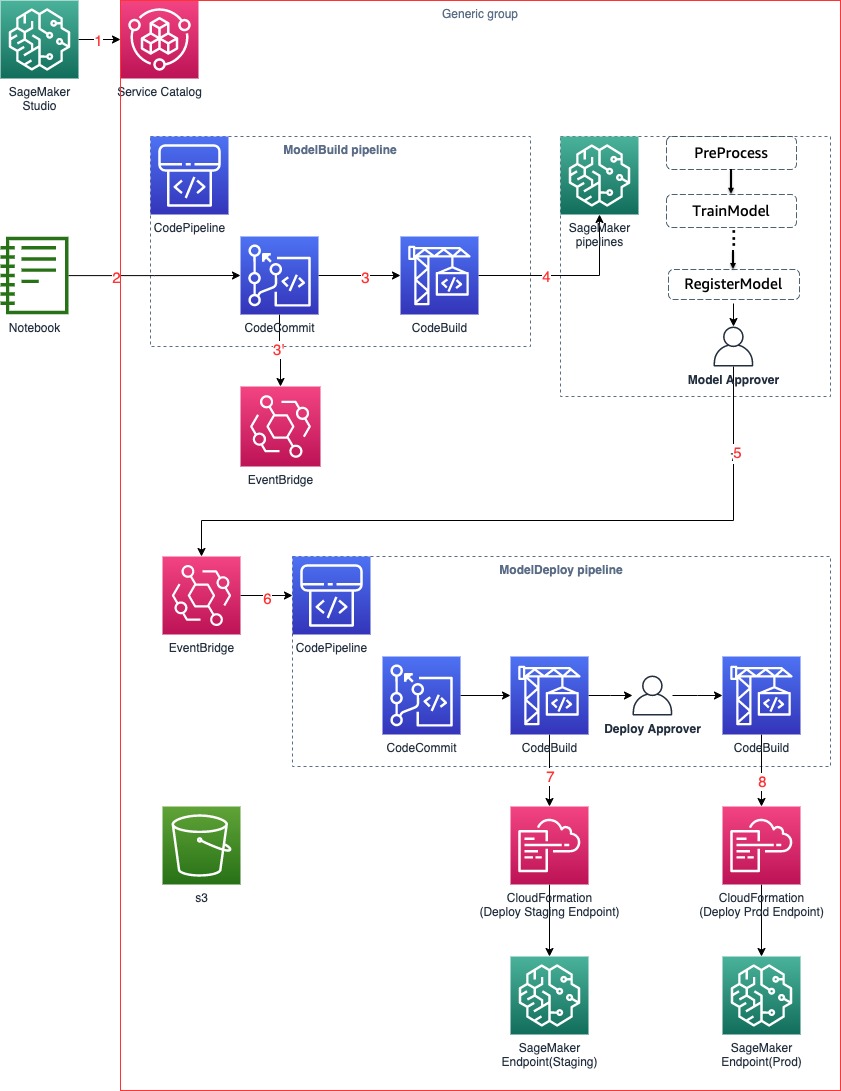 Generic group
1
SageMaker
Studio
Service Catalog
ModelBuild pipeline
CodePipeline
SageMaker
pipelines
PreProcess
TrainModel
RegisterModel
Model Approver
Notebook
2
CodeCommit
3
CodeBuild
4
3'
EventBridge
5
EventBridge
6
ModelDeploy pipeline
CodePipeline
CodeCommit
CodeBuild
Deploy Approver
CodeBuild
7
8
s3
CloudFormation
(Deploy Staging Endpoint)
CloudFormation
(Deploy Prod Endpoint)
SageMaker
Endpoint(Staging)
SageMaker
Endpoint(Prod)